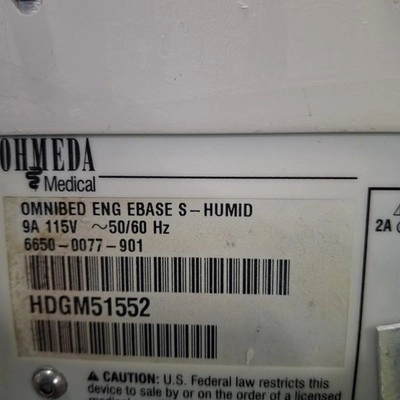 OHMEDA
Medical
OMNIBED ENG EBASE S-HUMID
9A 115V ~50/60 Hz
6650-0077-901
HDGM51552
2A
⚠ CAUTION: U.S. Federal law restricts this
device to sale by or on the order of a licensed